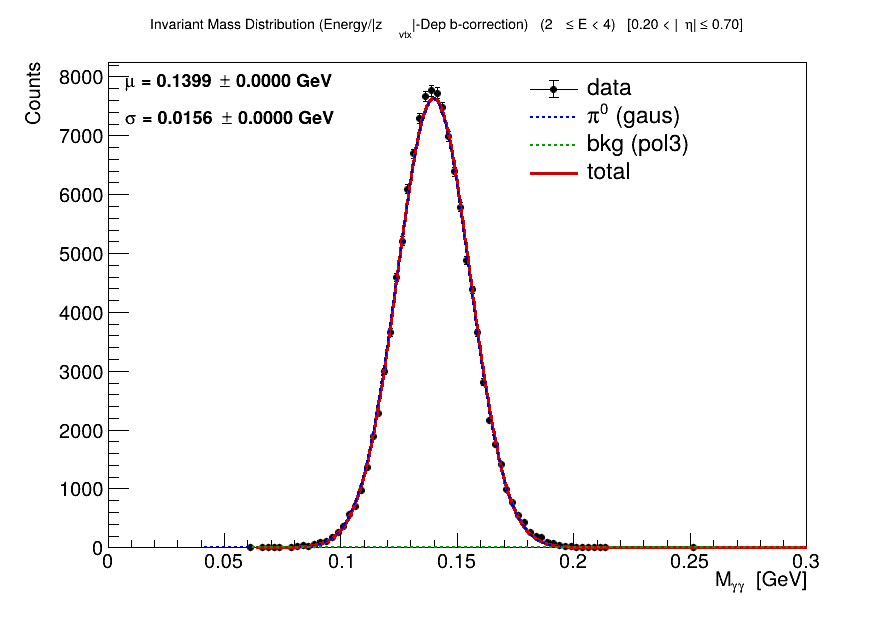 Invariant Mass Distribution (Energy/|z vtx|-Dep b-correction) (2 ≤ E < 4) [0.20 < | η| ≤ 0.70]
Counts
μ = 0.1399 ± 0.0000 GeV
σ = 0.0156 ± 0.0000 GeV
data
π⁰ (gaus)
bkg (pol3)
total
8000
7000
6000
5000
4000
3000
2000
1000
0
0 0.05 0.1 0.15 0.2 0.25 0.3
Mγγ [GeV]